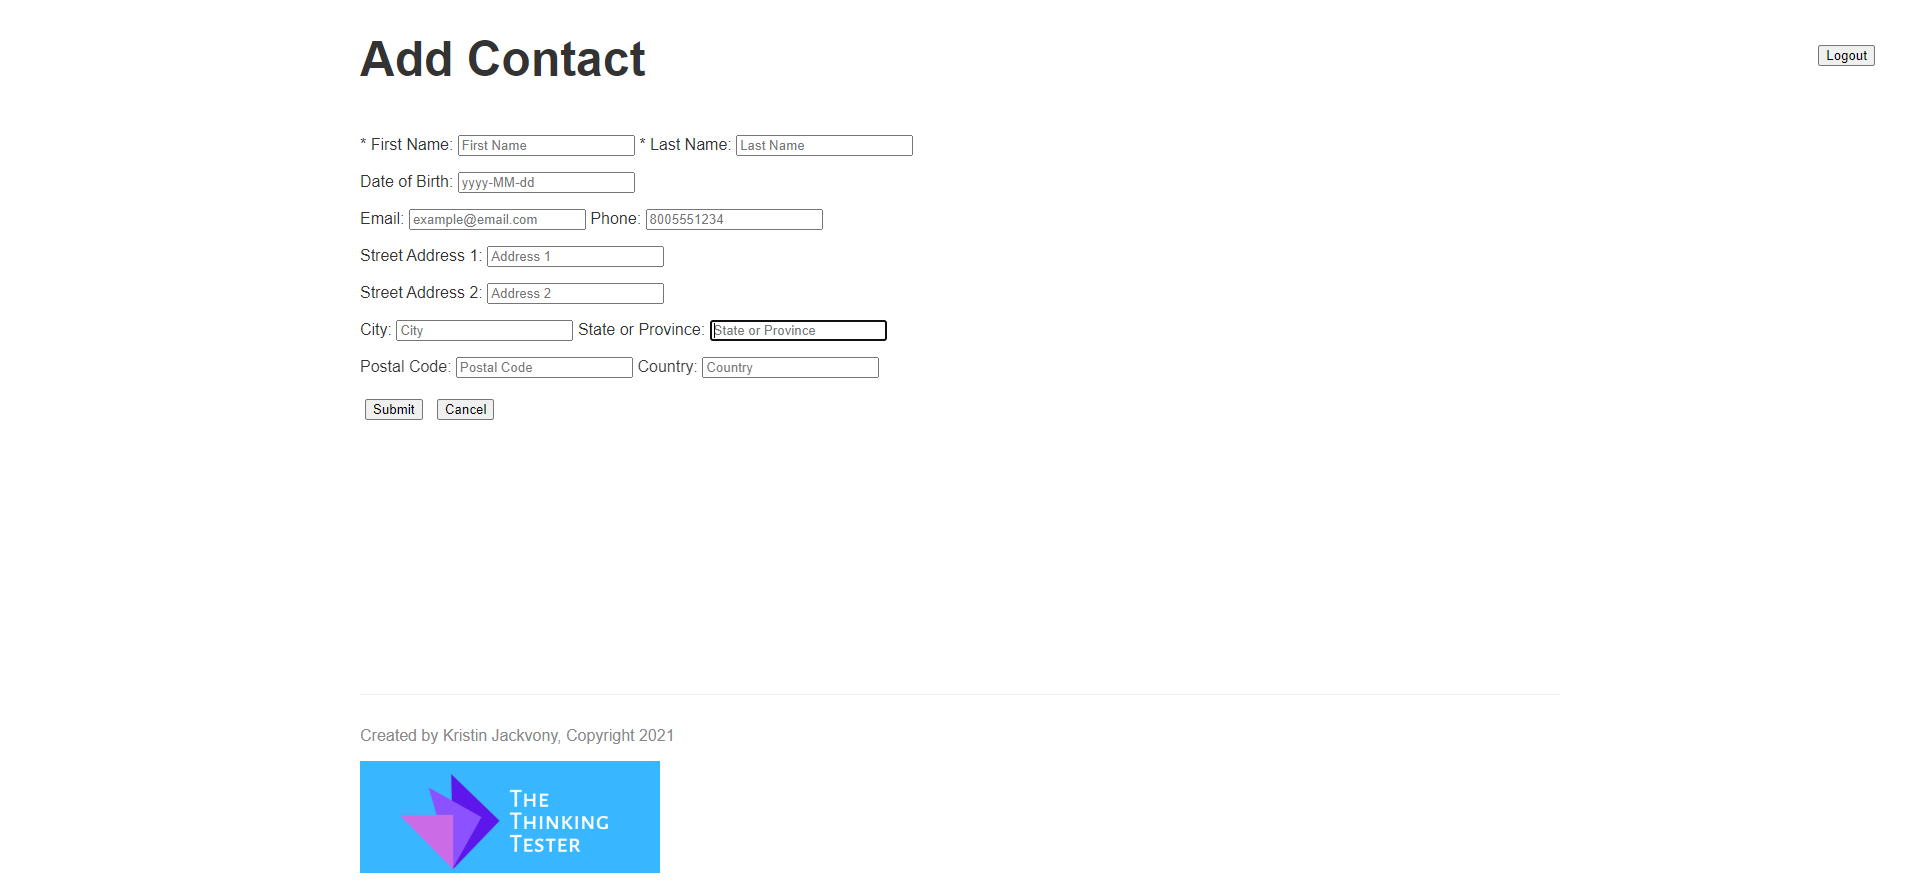 Add Contact
Logout
* First Name: First Name * Last Name: Last Name
Date of Birth: yyyy-MM-dd
Email: example@email.com Phone: 8005551234
Street Address 1: Address 1
Street Address 2: Address 2
City: City State or Province: State or Province
Postal Code: Postal Code Country: Country
Submit Cancel
Created by Kristin Jackvony, Copyright 2021
THE
THINKING
TESTER